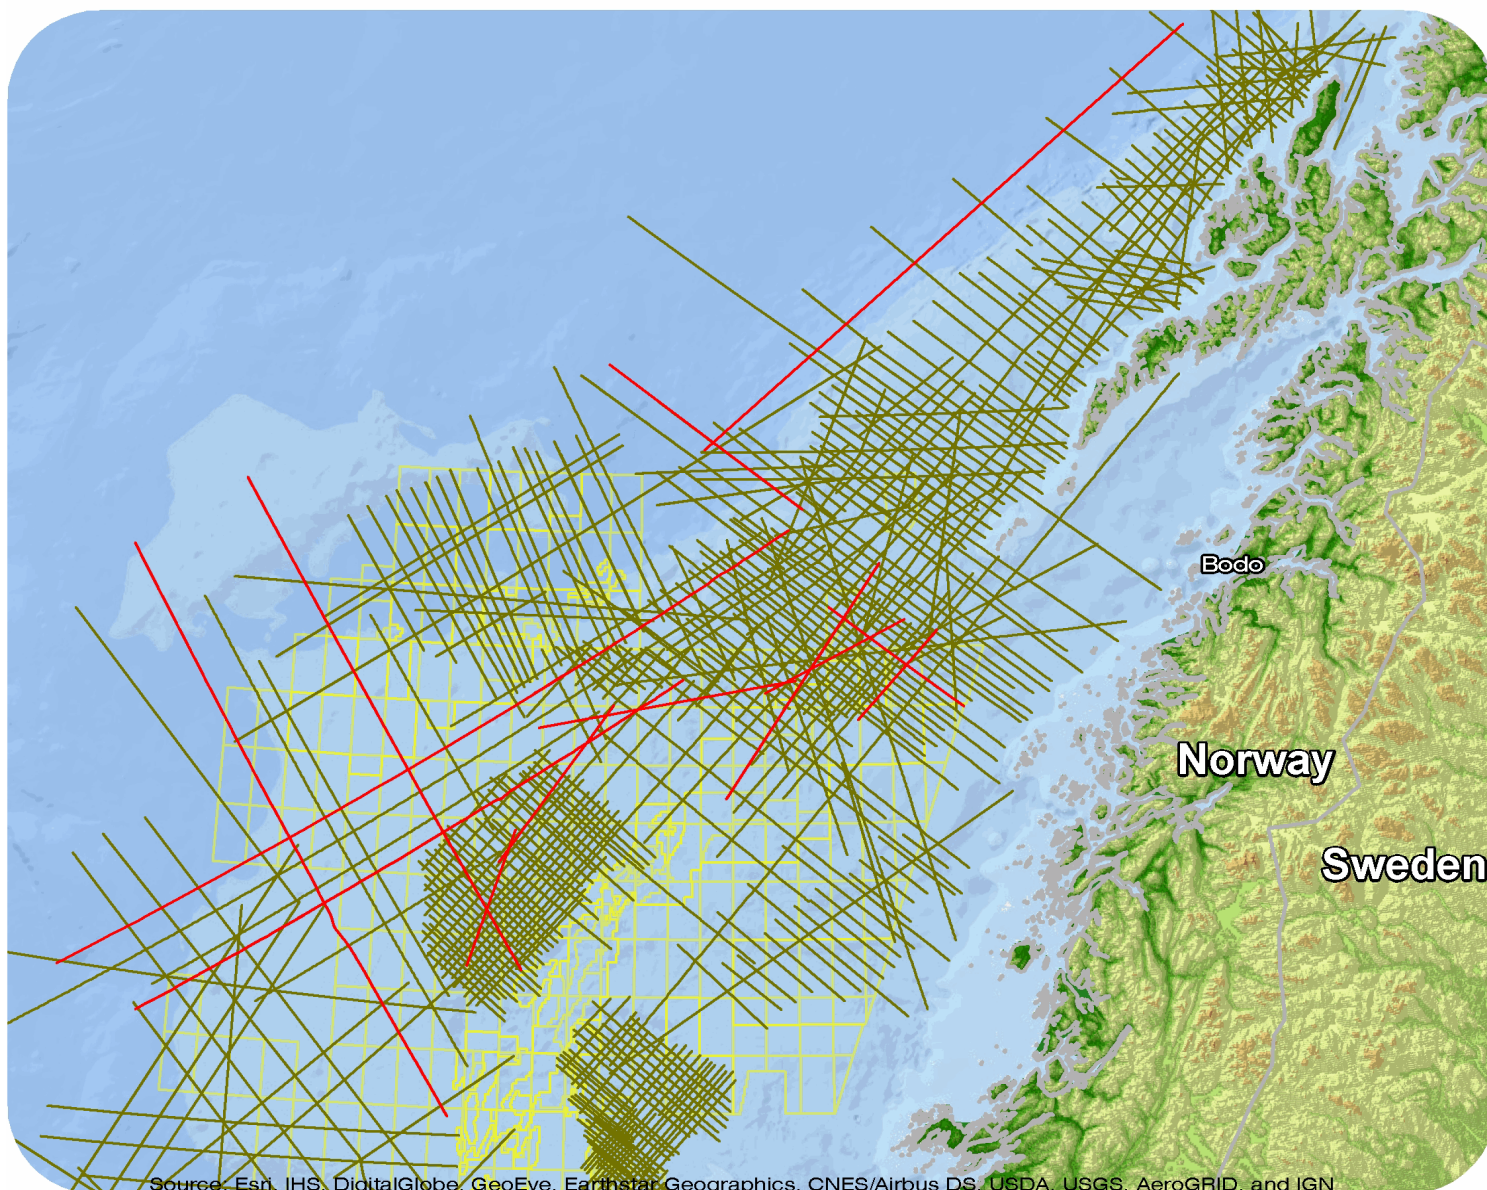 Bodo
Norway
Sweden
Source: Esri, IHS, DigitalGlobe, GeoEye, Earthstar Geographics, CNES/Airbus DS, USDA, USGS, AeroGRID, and IGN